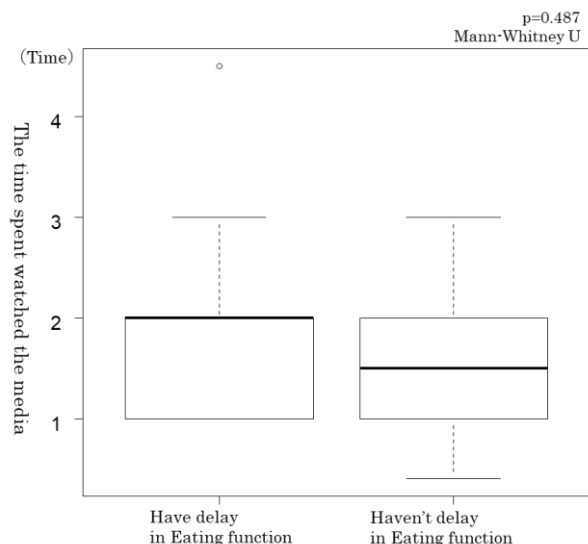 p=0.487
Mann-Whitney U
(Time)
The time spent watched the media
4
3
2
1
Have delay
in Eating function
Haven't delay
in Eating function